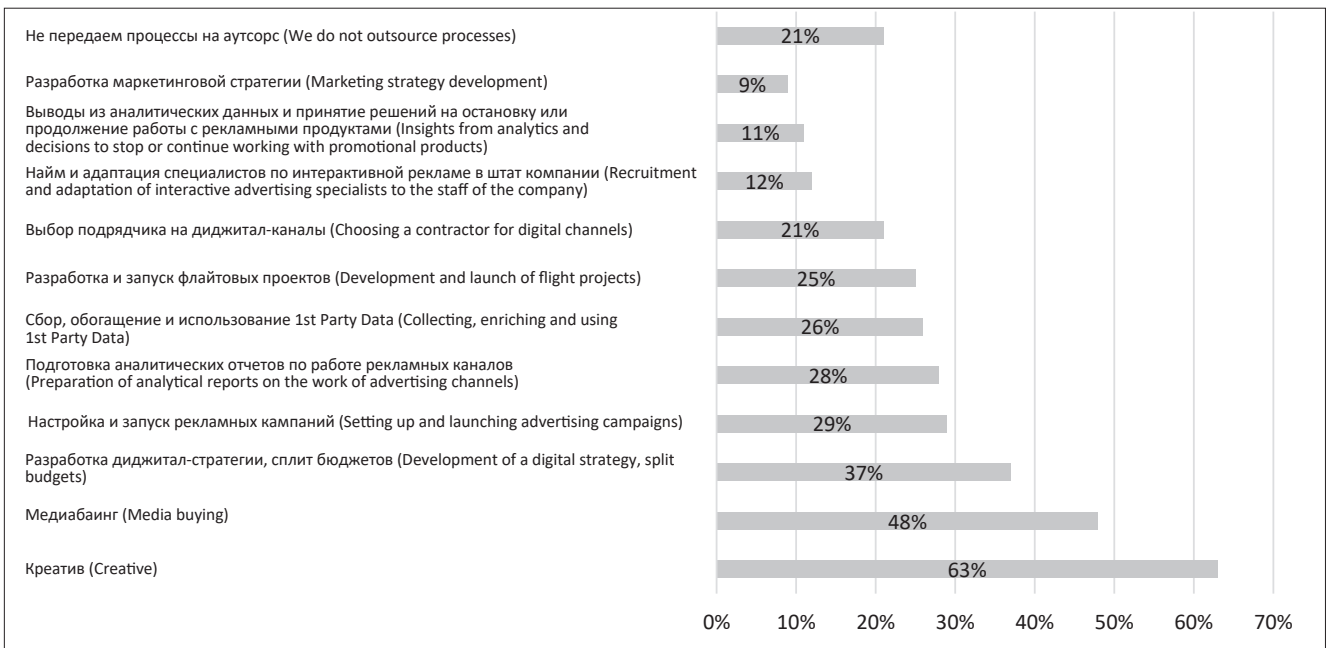 Не передаем процессы на аутсорс (We do not outsource processes)
21%
Разработка маркетинговой стратегии (Marketing strategy development)
9%
Выводы из аналитических данных и принятие решений на остановку или
продолжение работы с рекламными продуктами (Insights from analytics and
decisions to stop or continue working with promotional products)
11%
Найм и адаптация специалистов по интерактивной рекламе в штат компании (Recruitment
and adaptation of interactive advertising specialists to the staff of the company)
12%
Выбор подрядчика на диджитал-каналы (Choosing a contractor for digital channels)
21%
Разработка и запуск флайтовых проектов (Development and launch of flight projects)
25%
Сбор, обогащение и использование 1st Party Data (Collecting, enriching and using
1st Party Data)
26%
Подготовка аналитических отчетов по работе рекламных каналов
(Preparation of analytical reports on the work of advertising channels)
28%
Настройка и запуск рекламных кампаний (Setting up and launching advertising campaigns)
29%
Разработка диджитал-стратегии, сплит бюджетов (Development of a digital strategy, split
budgets)
37%
Медиабаинг (Media buying)
48%
Креатив (Creative)
63%
0% 10% 20% 30% 40% 50% 60% 70%